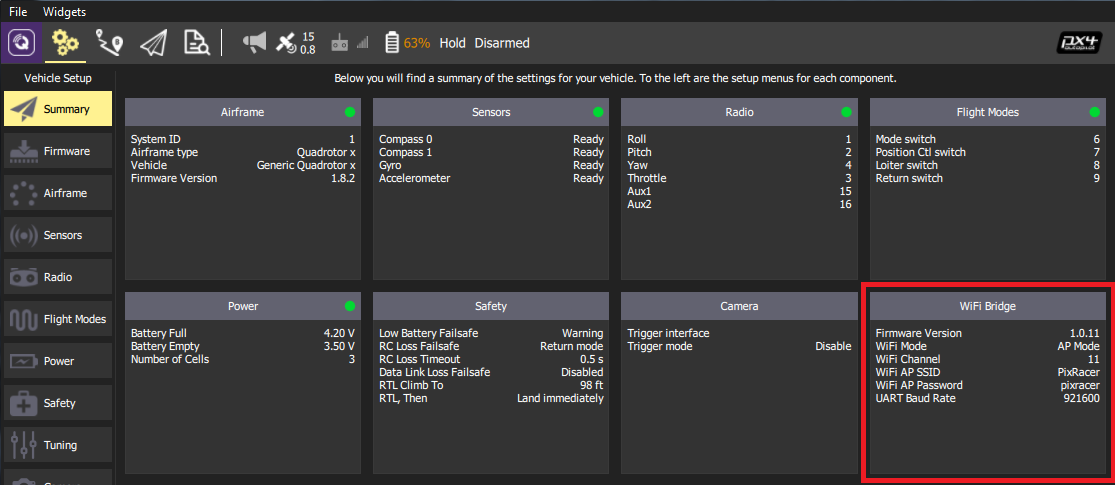 File Widgets
15
0.8
63% Hold Disarmed
px4
autopilot
Vehicle Setup
Below you will find a summary of the settings for your vehicle. To the left are the setup menus for each component.
Summary
Firmware
Airframe
Sensors
Radio
Flight Modes
Power
Safety
Tuning
Airframe
System ID 1
Airframe type Quadrotor x
Vehicle Generic Quadrotor x
Firmware Version 1.8.2
Sensors
Compass 0 Ready
Compass 1 Ready
Gyro Ready
Accelerometer Ready
Radio
Roll 1
Pitch 2
Yaw 4
Throttle 3
Aux1 15
Aux2 16
Flight Modes
Mode switch 6
Position Ctl switch 7
Loiter switch 8
Return switch 9
Power
Battery Full 4.20 V
Battery Empty 3.50 V
Number of Cells 3
Safety
Low Battery Failsafe Warning
RC Loss Failsafe Return mode
RC Loss Timeout 0.5 s
Data Link Loss Failsafe Disabled
RTL Climb To 98 ft
RTL, Then Land immediately
Camera
Trigger interface
Trigger mode Disable
WiFi Bridge
Firmware Version 1.0.11
WiFi Mode AP Mode
WiFi Channel 11
WiFi AP SSID PixRacer
WiFi AP Password pixracer
UART Baud Rate 921600